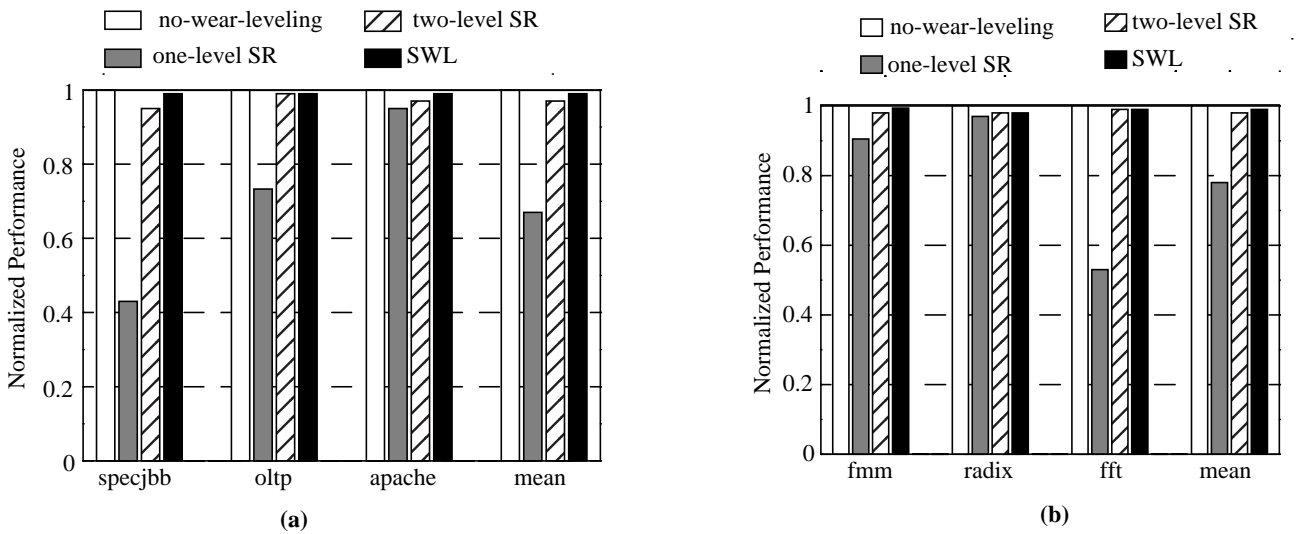 no-wear-leveling two-level SR
one-level SR SWL
Normalized Performance
1
0.8
0.6
0.4
0.2
0
specjbb oltp apache mean
(a)
no-wear-leveling two-level SR
one-level SR SWL
Normalized Performance
1
0.8
0.6
0.4
0.2
0
fmm radix fft mean
(b)